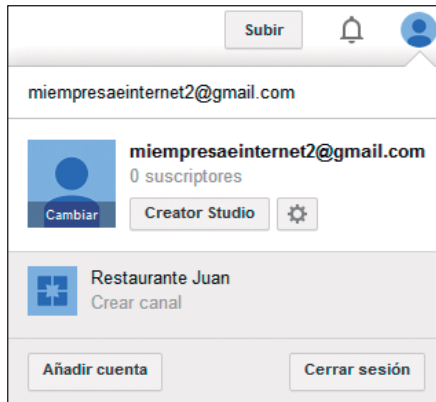 Subir
miempresaeinternet2@gmail.com
miempresaeinternet2@gmail.com
0 suscriptores
Cambiar
Creator Studio
Restaurante Juan
Crear canal
Añadir cuenta
Cerrar sesión